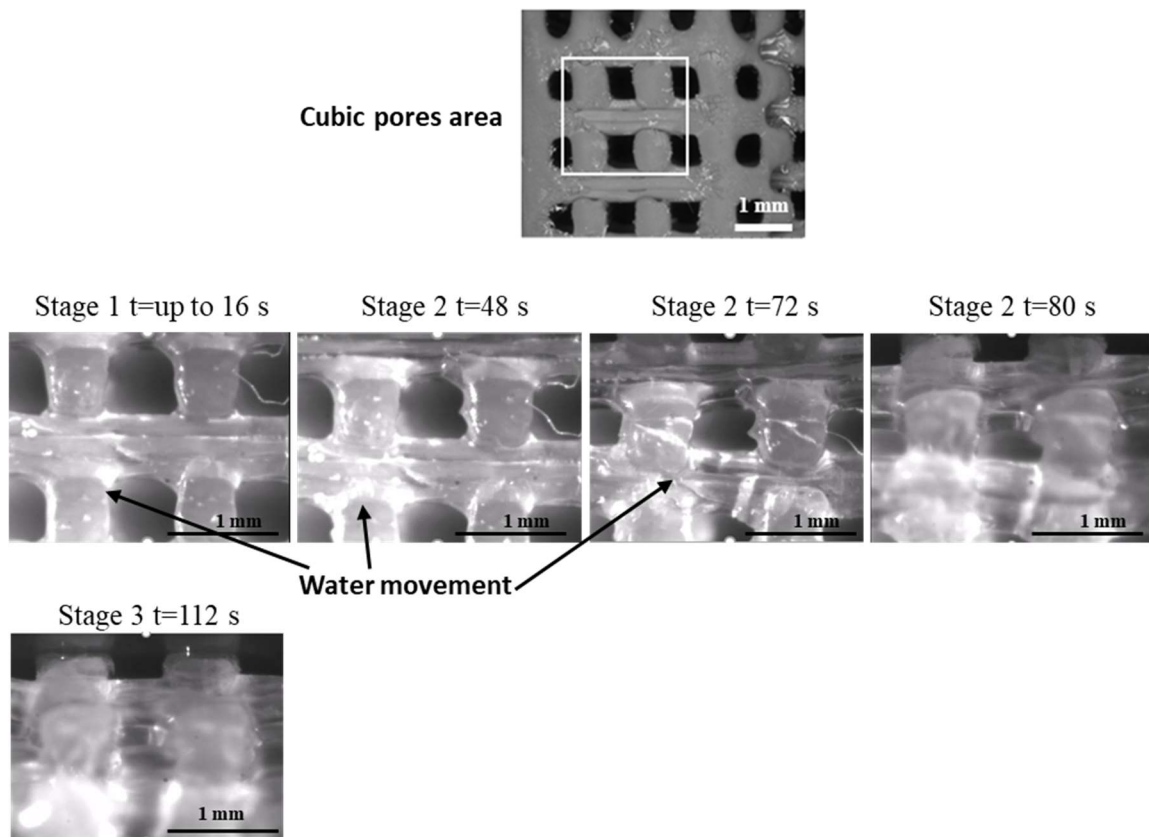 Cubic pores area
1 mm
Stage 1 t=up to 16 s
Stage 2 t=48 s
Stage 2 t=72 s
Stage 2 t=80 s
1 mm
1 mm
1 mm
1 mm
Water movement
Stage 3 t=112 s
1 mm